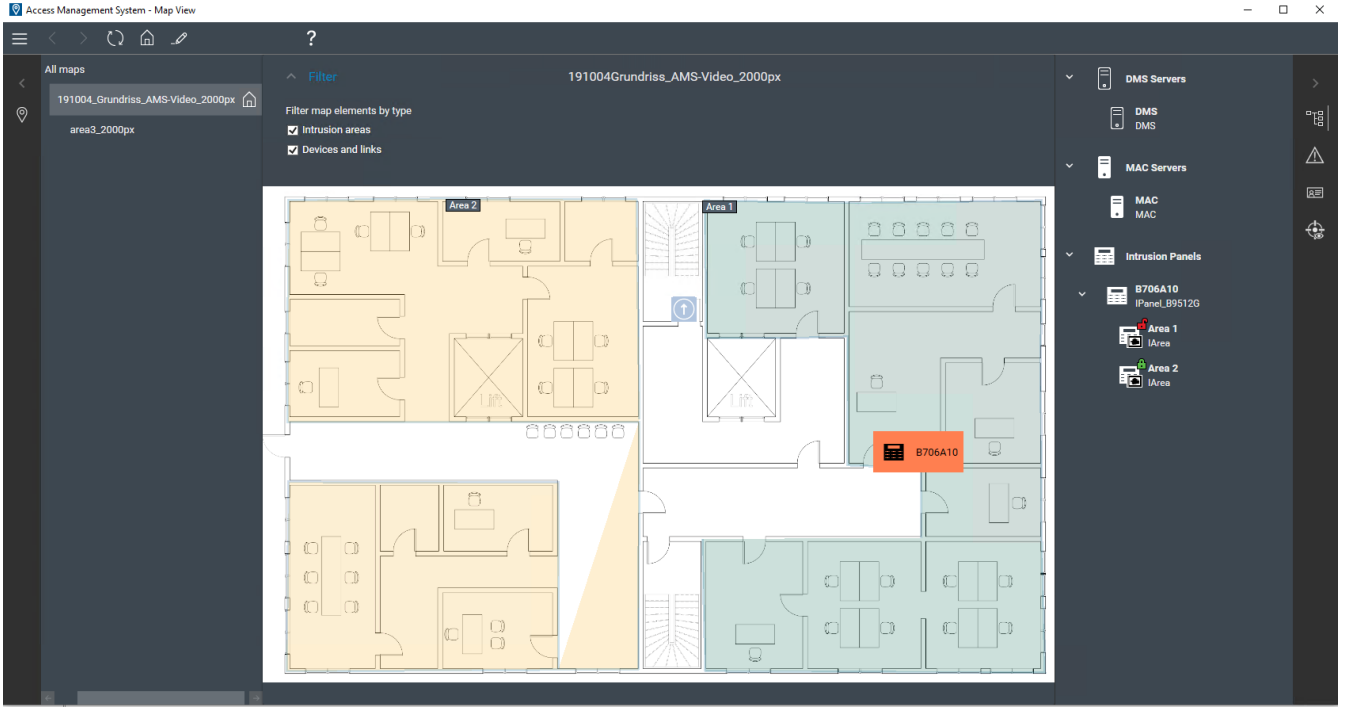 Access Management System - Map View
?
All maps
191004_Grundriss_AMS-Video_2000px
area3_2000px
Filter
191004Grundriss_AMS-Video_2000px
Filter map elements by type
Intrusion areas
Devices and links
Area 2
Area 1
Lift
Lift
B706A10
DMS Servers
DMS
DMS
MAC Servers
MAC
MAC
Intrusion Panels
B706A10
IPanel_B9512G
Area 1
IArea
Area 2
IArea